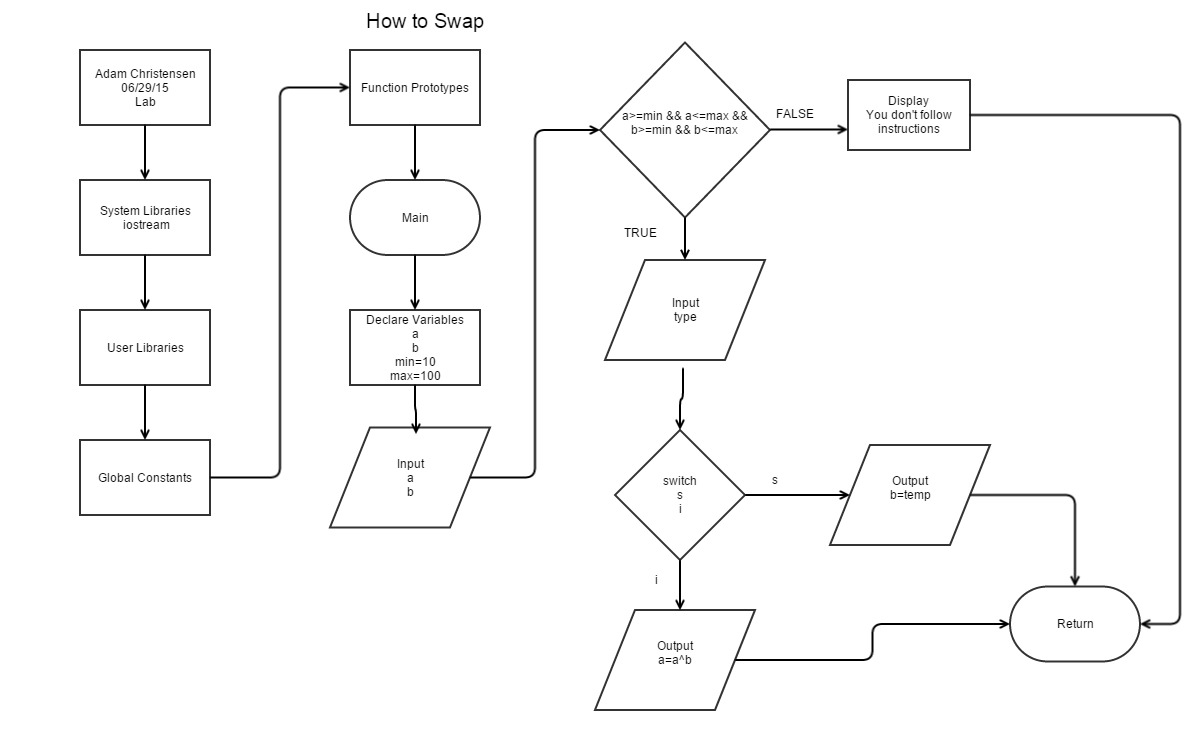 How to Swap
Adam Christensen
06/29/15
Lab
System Libraries
iostream
User Libraries
Global Constants
Function Prototypes
Main
Declare Variables
a
b
min=10
max=100
Input
a
b
a>=min && a<=max &&
b>=min && b<=max
FALSE
Display
You don't follow
instructions
TRUE
Input
type
switch
s
i
s
Output
b=temp
i
Output
a=a^b
Return